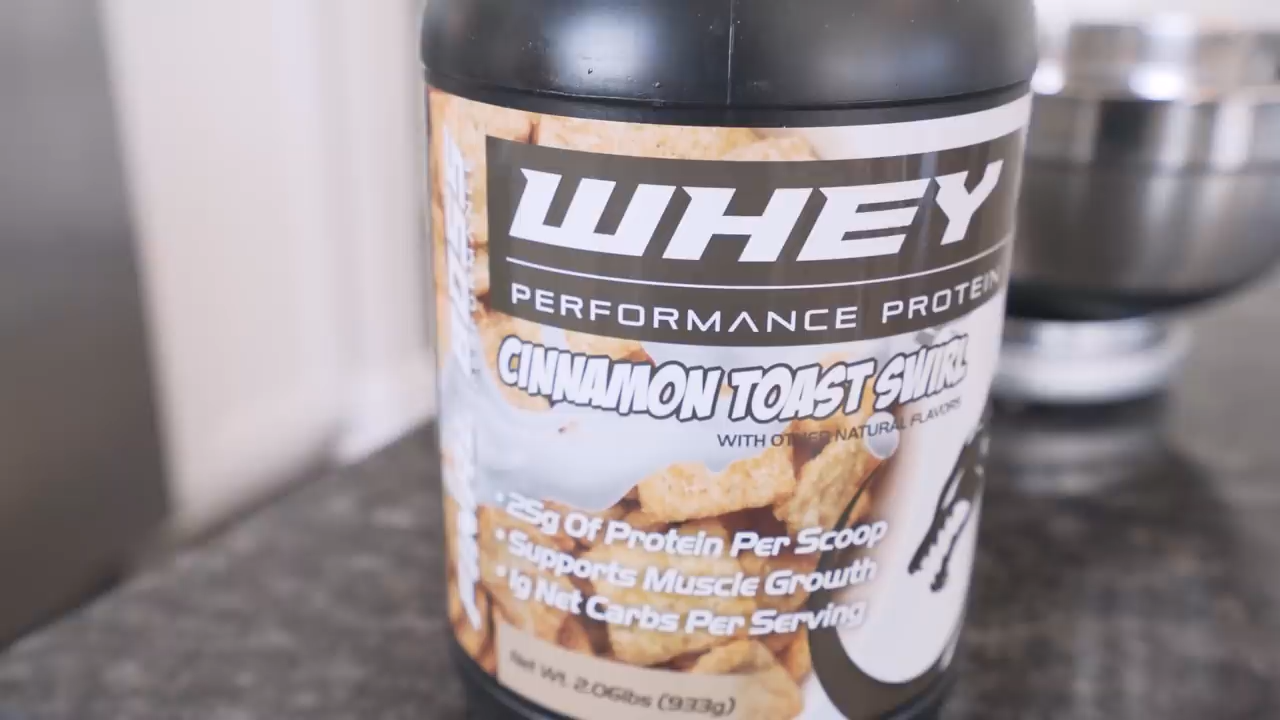 WHEY
PERFORMANCE PROTEIN
CINNAMON TOAST SWIRL
WITH OTHER NATURAL FLAVORS
• 25g Of Protein Per Scoop
• Supports Muscle Growth
• 1g Net Carbs Per Serving
Net Wt. 2.06lbs (933g)